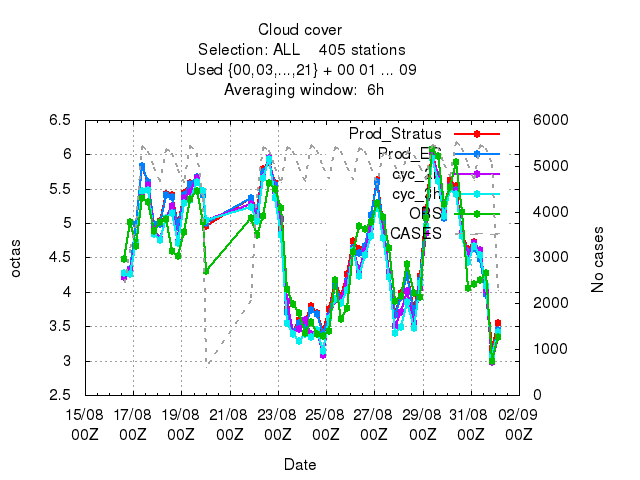 Cloud cover
Selection: ALL 405 stations
Used {00,03,...,21} + 00 01 ... 09
Averaging window: 6h
6.5
6
5.5
5
4.5
4
3.5
3
2.5
octas
6000
5000
4000
3000
2000
1000
0
No cases
Prod_Stratus
OBS
CASES
15/08 17/08 19/08 21/08 23/08 25/08 27/08 29/08 31/08 02/09
00Z 00Z 00Z 00Z 00Z 00Z 00Z 00Z 00Z 00Z
Date